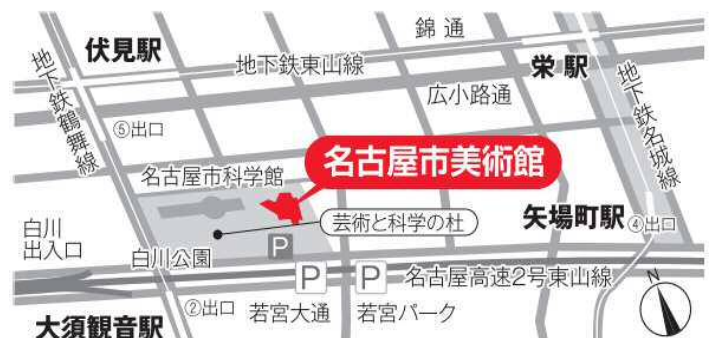 錦通
伏見駅
栄駅
地下鉄東山線
地下鉄鶴舞線
広小路通
地下鉄名城線
⑤出口
名古屋市科学館
名古屋市美術館
芸術と科学の杜
矢場町駅
④出口
白川
出入口
白川公園
P
P
P
名古屋高速2号東山線
N
②出口
若宮大通
若宮パーク
大須観音駅